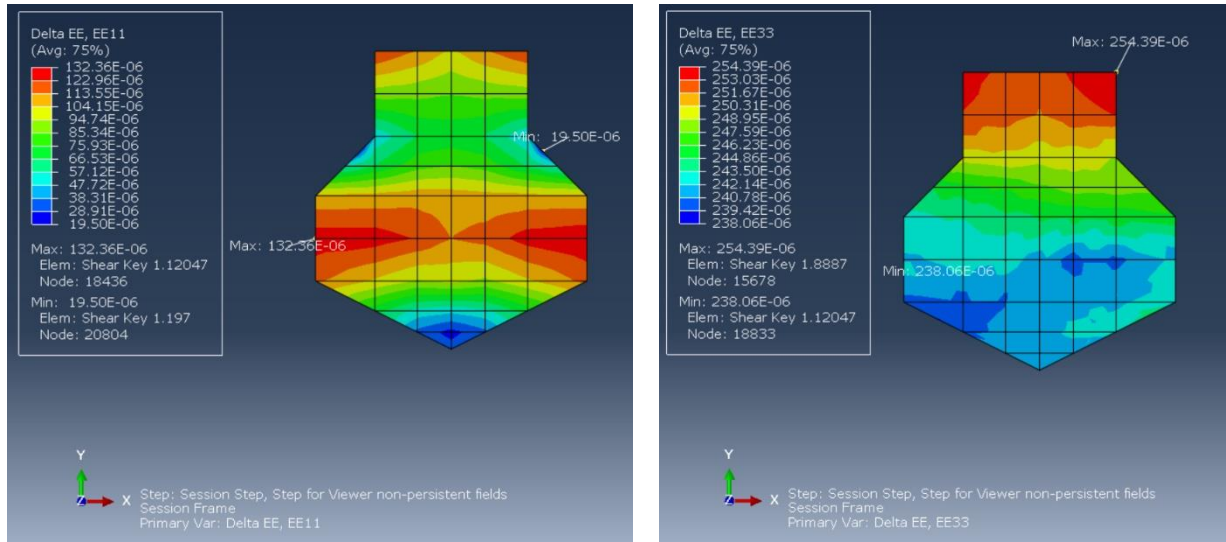 Delta EE, EE11
(Avg: 75%)
132.36E-06
122.96E-06
113.55E-06
104.15E-06
94.74E-06
85.34E-06
75.93E-06
66.53E-06
57.12E-06
47.72E-06
38.31E-06
28.91E-06
19.50E-06
Max: 132.36E-06
Elem: Shear Key 1.12047
Node: 18436
Min: 19.50E-06
Elem: Shear Key 1.197
Node: 20804
Min: 19.50E-06
Max: 132.36E-06
Y
Z
X
Step: Session Step, Step for Viewer non-persistent fields
Session Frame
Primary Var: Delta EE, EE11
Delta EE, EE33
(Avg: 75%)
254.39E-06
253.03E-06
251.67E-06
250.31E-06
248.95E-06
247.59E-06
246.23E-06
244.86E-06
243.50E-06
242.14E-06
240.78E-06
239.42E-06
238.06E-06
Max: 254.39E-06
Elem: Shear Key 1.8887
Node: 15678
Min: 238.06E-06
Elem: Shear Key 1.12047
Node: 18833
Max: 254.39E-06
Min: 238.06E-06
Y
Z
X
Step: Session Step, Step for Viewer non-persistent fields
Session Frame
Primary Var: Delta EE, EE33